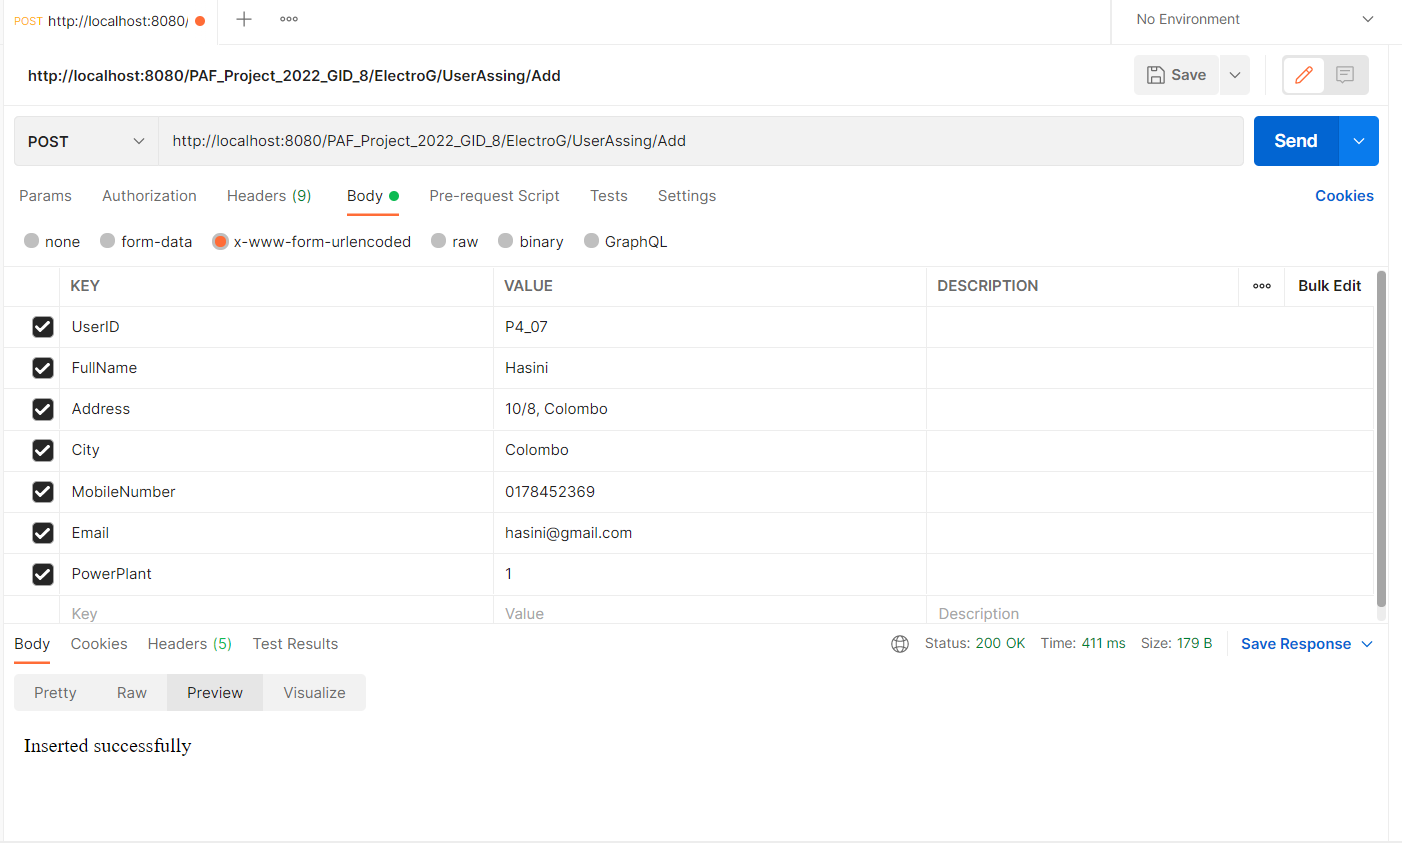 POST http://localhost:8080/
No Environment
http://localhost:8080/PAF_Project_2022_GID_8/ElectroG/UserAssing/Add
Save
POST http://localhost:8080/PAF_Project_2022_GID_8/ElectroG/UserAssing/Add Send
Params Authorization Headers (9) Body Pre-request Script Tests Settings Cookies
none form-data x-www-form-urlencoded raw binary GraphQL
KEY VALUE DESCRIPTION Bulk Edit
UserID P4_07
FullName Hasini
Address 10/8, Colombo
City Colombo
MobileNumber 0178452369
Email hasini@gmail.com
PowerPlant 1
Key Value Description
Body Cookies Headers (5) Test Results Status: 200 OK Time: 411 ms Size: 179 B Save Response
Pretty Raw Preview Visualize
Inserted successfully